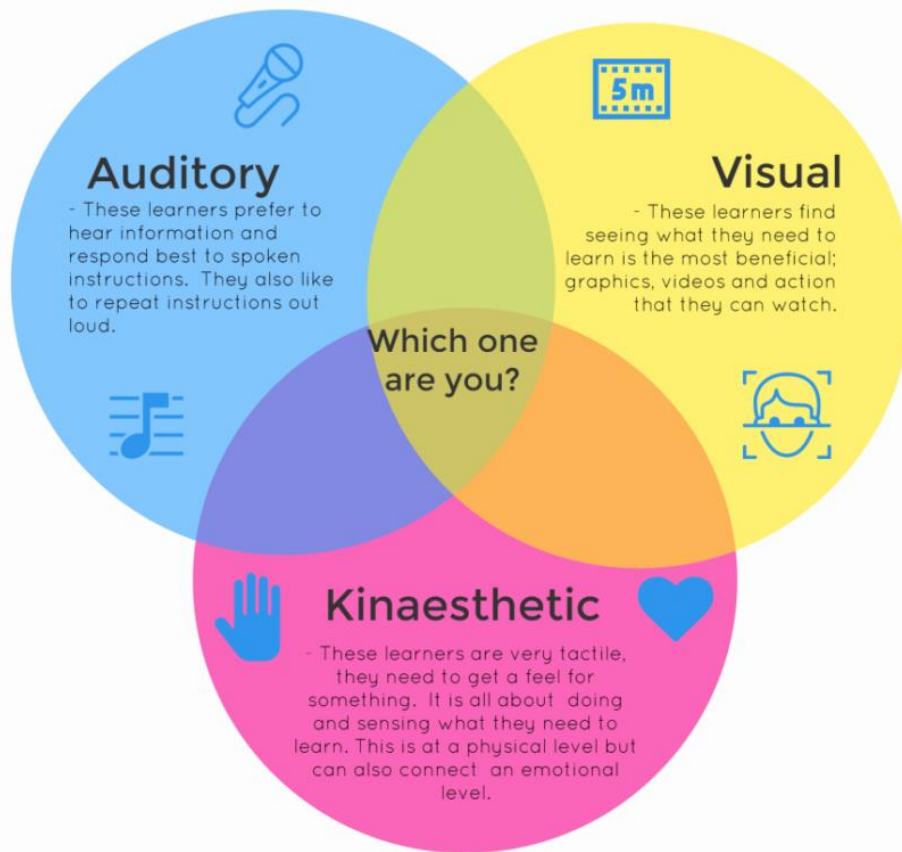 5m
Auditory
- These learners prefer to
hear information and
respond best to spoken
instructions. They also like
to repeat instructions out
loud.
Visual
- These learners find
seeing what they need to
learn is the most beneficial;
graphics, videos and action
that they can watch.
Which one
are you?
Kinaesthetic
- These learners are very tactile,
they need to get a feel for
something. It is all about doing
and sensing what they need to
learn. This is at a physical level but
can also connect an emotional
level.